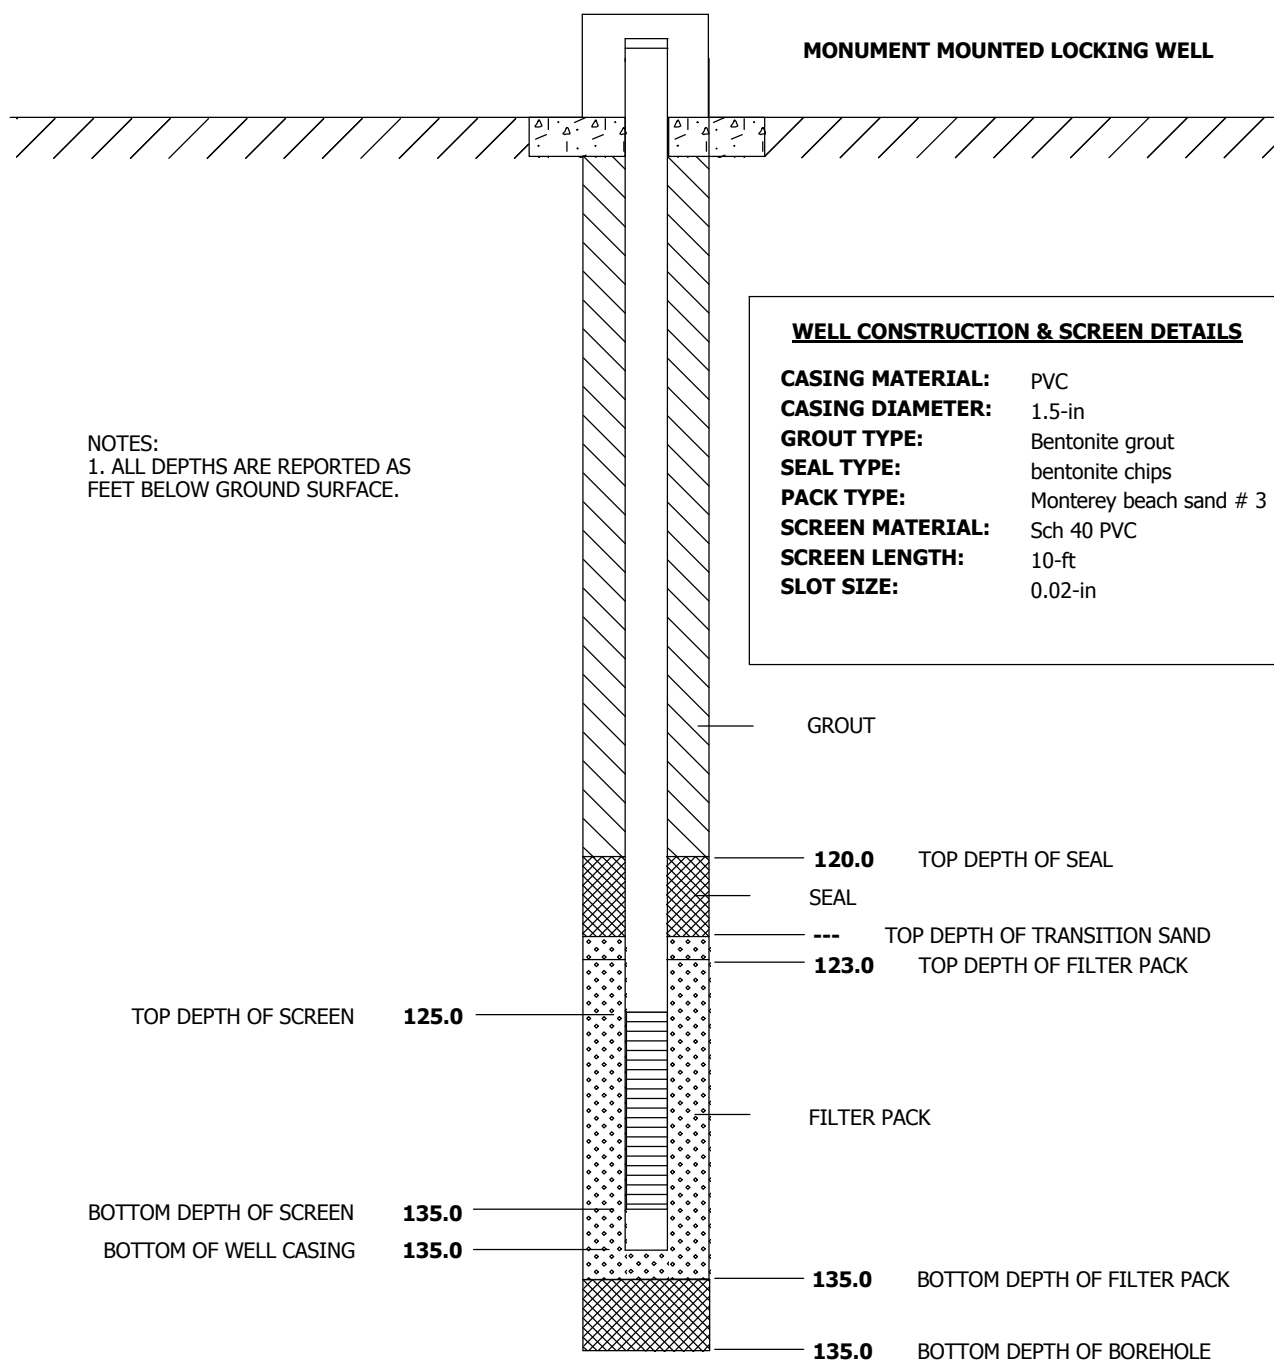 MONUMENT MOUNTED LOCKING WELL
WELL CONSTRUCTION & SCREEN DETAILS
CASING MATERIAL: PVC
CASING DIAMETER: 1.5-in
GROUT TYPE: Bentonite grout
SEAL TYPE: bentonite chips
PACK TYPE: Monterey beach sand # 3
SCREEN MATERIAL: Sch 40 PVC
SCREEN LENGTH: 10-ft
SLOT SIZE: 0.02-in
NOTES:
1. ALL DEPTHS ARE REPORTED AS
FEET BELOW GROUND SURFACE.
GROUT
120.0 TOP DEPTH OF SEAL
SEAL
--- TOP DEPTH OF TRANSITION SAND
123.0 TOP DEPTH OF FILTER PACK
TOP DEPTH OF SCREEN 125.0
FILTER PACK
BOTTOM DEPTH OF SCREEN 135.0
BOTTOM OF WELL CASING 135.0
135.0 BOTTOM DEPTH OF FILTER PACK
135.0 BOTTOM DEPTH OF BOREHOLE